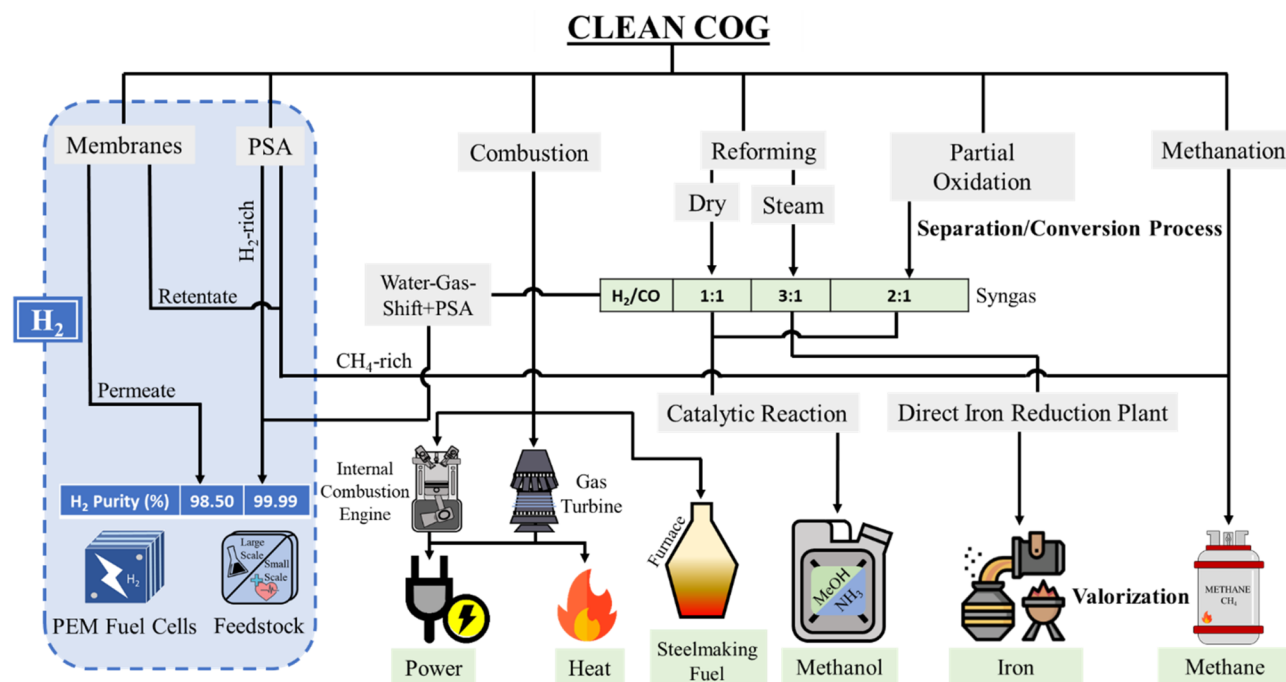 CLEAN COG
Membranes
PSA
Combustion
Reforming
Partial
Oxidation
Methanation
Dry
Steam
H₂-rich
Separation/Conversion Process
Water-Gas-
Shift+PSA
H₂/CO
1:1
3:1
2:1
Syngas
Retentate
H₂
CH₄-rich
Permeate
Catalytic Reaction
Direct Iron Reduction Plant
Internal
Combustion
Engine
Gas
Turbine
H₂ Purity (%)
98.50
99.99
Furnace
Large
Scale
Small
Scale
H₂
MeOH
NH₃
METHANE
CH₄
Valorization
PEM Fuel Cells
Feedstock
Power
Heat
Steelmaking
Fuel
Methanol
Iron
Methane